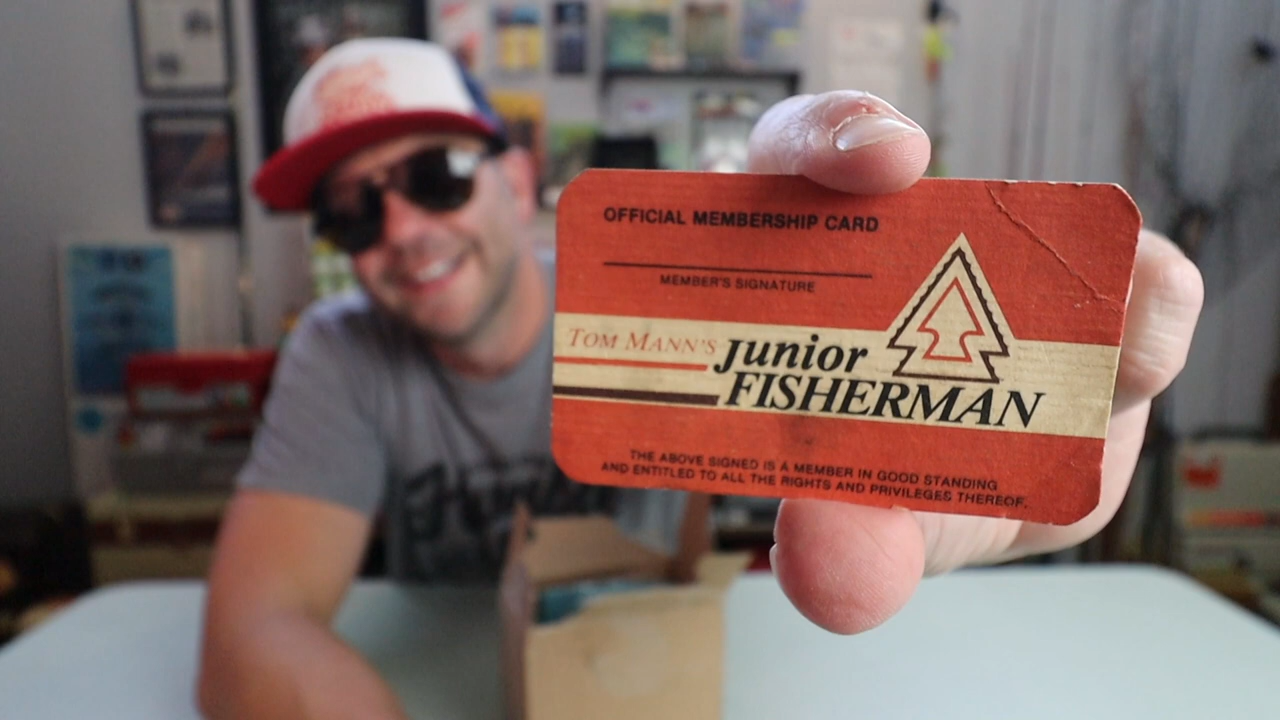 OFFICIAL MEMBERSHIP CARD
MEMBER'S SIGNATURE
TOM MANN'S Junior
FISHERMAN
THE ABOVE SIGNED IS A MEMBER IN GOOD STANDING
AND ENTITLED TO ALL THE RIGHTS AND PRIVILEGES THEREOF.